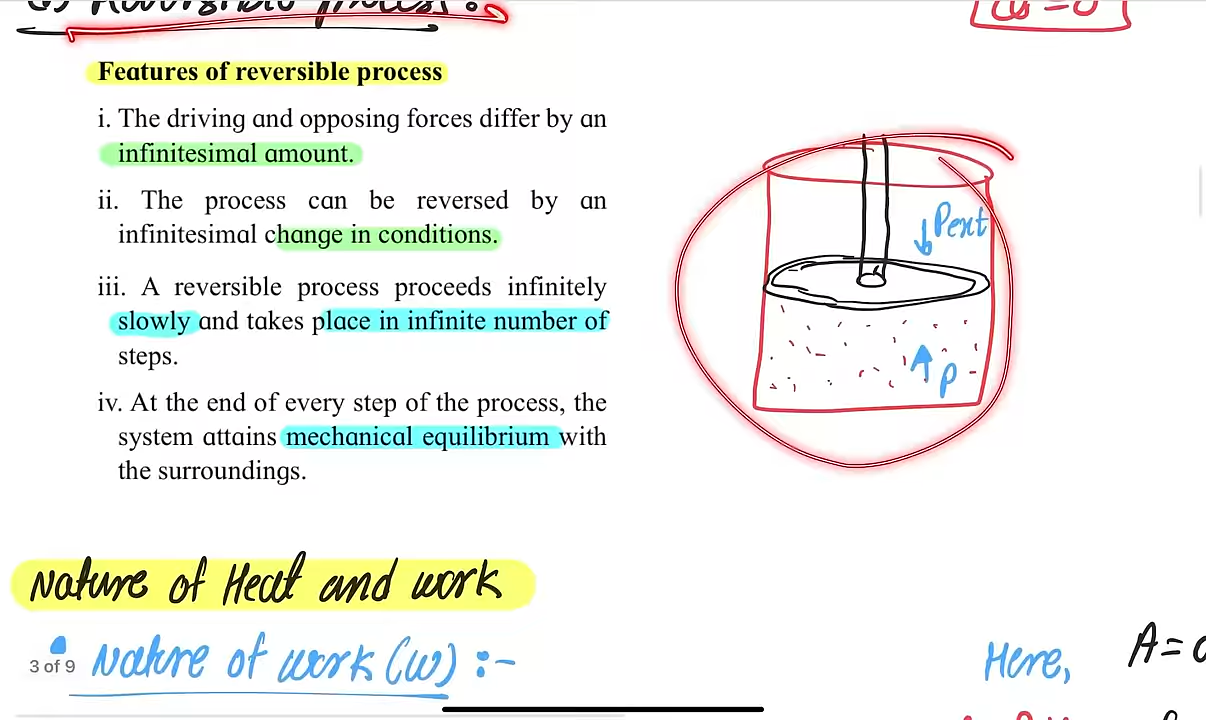 Features of reversible process
i. The driving and opposing forces differ by an
infinitesimal amount.
ii. The process can be reversed by an
infinitesimal change in conditions.
iii. A reversible process proceeds infinitely
slowly and takes place in infinite number of
steps.
iv. At the end of every step of the process, the
system attains mechanical equilibrium with
the surroundings.
Pext
P
Nature of Heat and work
3 of 9
Nature of work (w) :-
Here,
A=